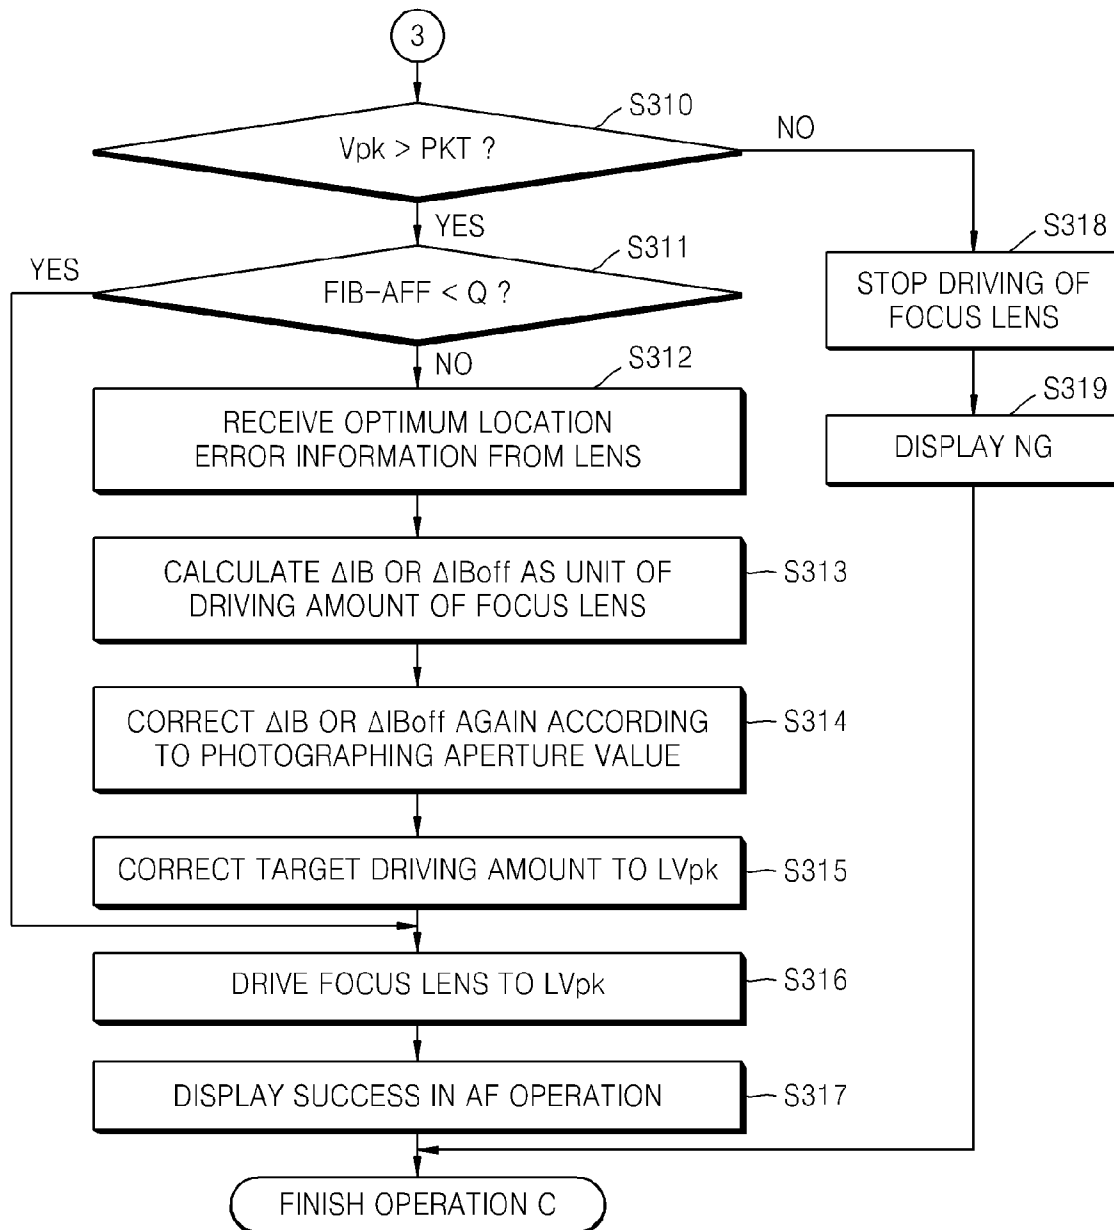 3
S310
Vpk > PKT ?
NO
YES
S311
YES
FIB-AFF < Q ?
NO
S318
STOP DRIVING OF
FOCUS LENS
S312
RECEIVE OPTIMUM LOCATION
ERROR INFORMATION FROM LENS
S319
DISPLAY NG
CALCULATE ΔIB OR ΔIBoff AS UNIT OF
DRIVING AMOUNT OF FOCUS LENS
S313
CORRECT ΔIB OR ΔIBoff AGAIN ACCORDING
TO PHOTOGRAPHING APERTURE VALUE
S314
CORRECT TARGET DRIVING AMOUNT TO LVpk
S315
DRIVE FOCUS LENS TO LVpk
S316
DISPLAY SUCCESS IN AF OPERATION
S317
FINISH OPERATION C